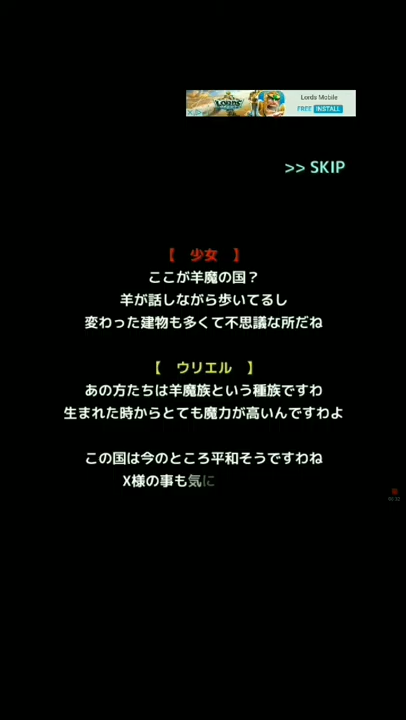 LORDS
Lords Mobile
FREE INSTALL
>> SKIP
【 少女 】
ここが羊魔の国？
羊が話しながら歩いてるし
変わった建物も多くて不思議な所だね
【 ウリエル 】
あの方たちは羊魔族という種族ですわ
生まれた時からとても魔力が高いんですわよ
この国は今のところ平和そうですわね
X様の事も気に